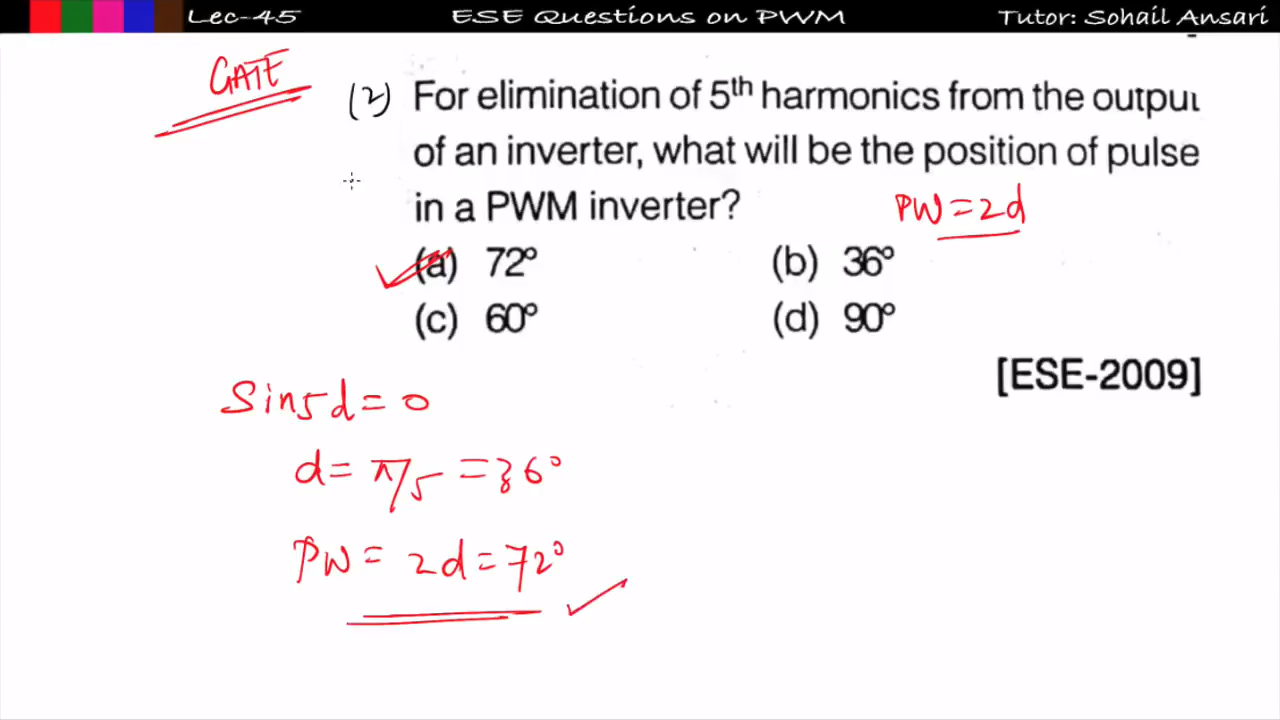 Lec-45 ESE Questions on PWM Tutor: Sohail Ansari
GATE
(2) For elimination of 5th harmonics from the output
of an inverter, what will be the position of pulse
in a PWM inverter?
PW = 2d
(a) 72° (b) 36°
(c) 60° (d) 90°
[ESE-2009]
Sin5d = 0
d = π/5 = 36°
PW = 2d = 72°